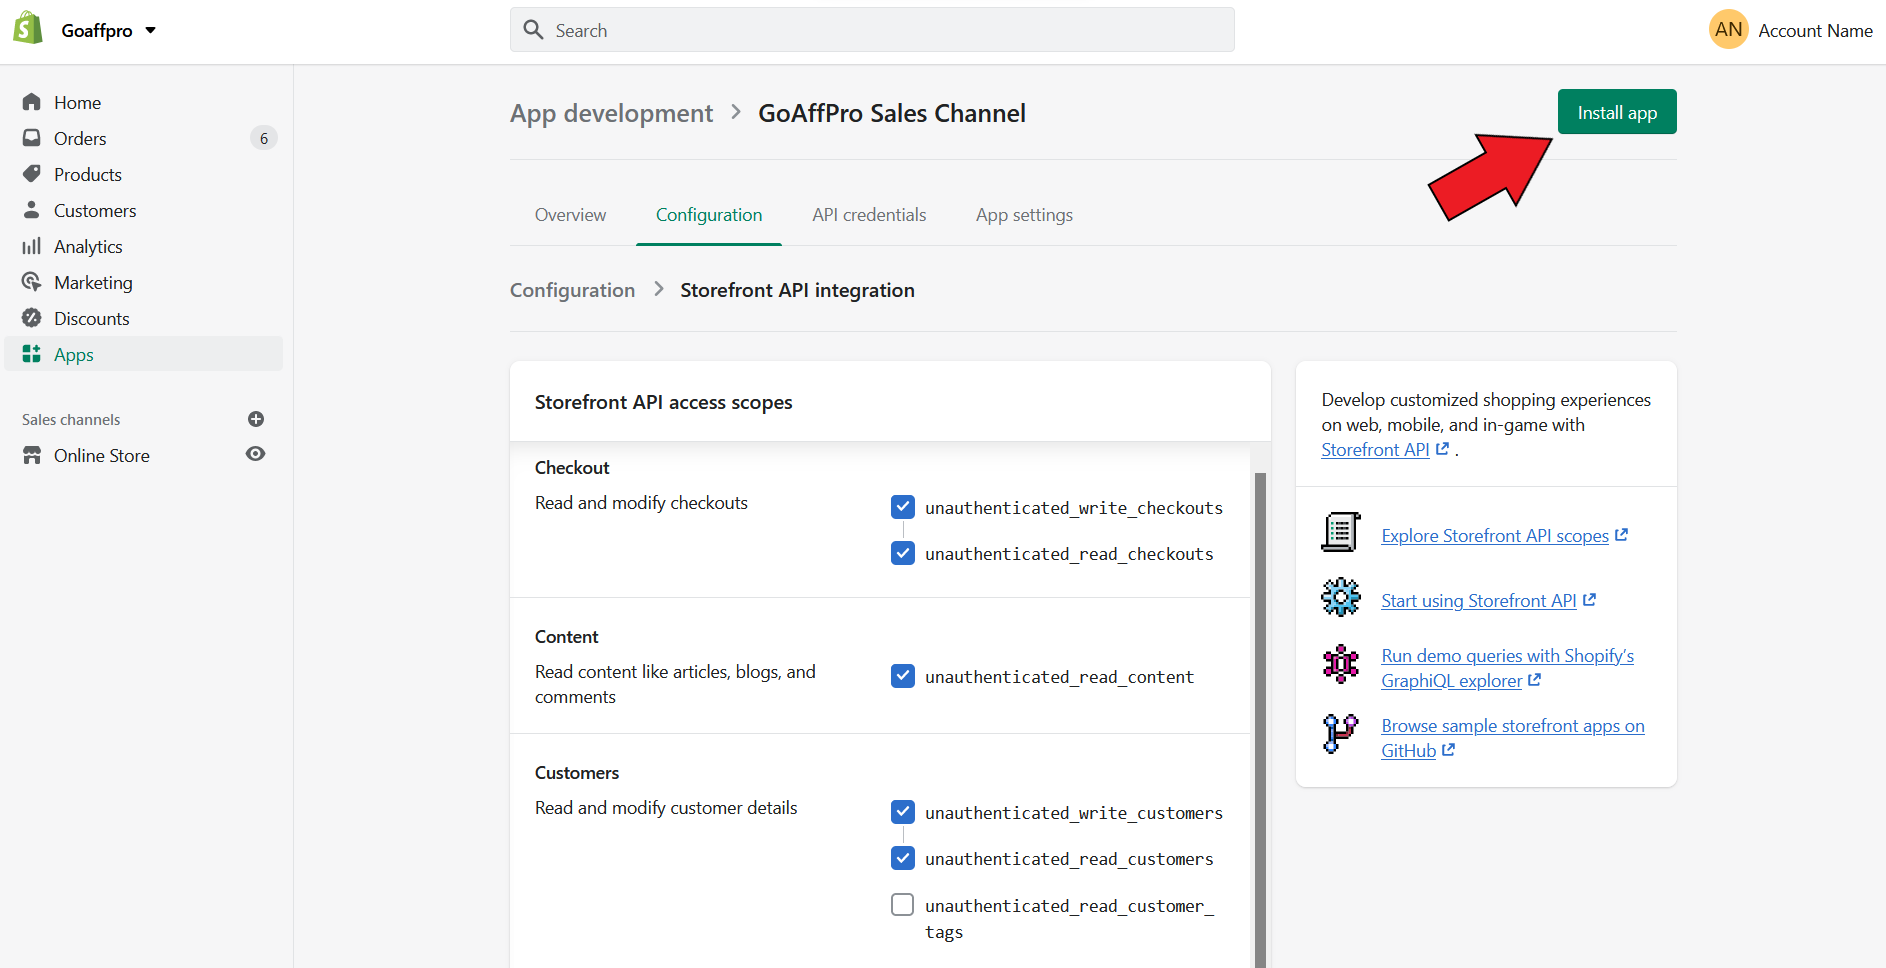 Goaffpro
Search
AN Account Name
Home
Orders 6
Products
Customers
Analytics
Marketing
Discounts
Apps
Sales channels
Online Store
App development > GoAffPro Sales Channel
Install app
Overview Configuration API credentials App settings
Configuration > Storefront API integration
Storefront API access scopes
Checkout
Read and modify checkouts
unauthenticated_write_checkouts
unauthenticated_read_checkouts
Content
Read content like articles, blogs, and
comments
unauthenticated_read_content
Customers
Read and modify customer details
unauthenticated_write_customers
unauthenticated_read_customers
unauthenticated_read_customer_
tags
Develop customized shopping experiences
on web, mobile, and in-game with
Storefront API .
Explore Storefront API scopes
Start using Storefront API
Run demo queries with Shopify's
GraphiQL explorer
Browse sample storefront apps on
GitHub